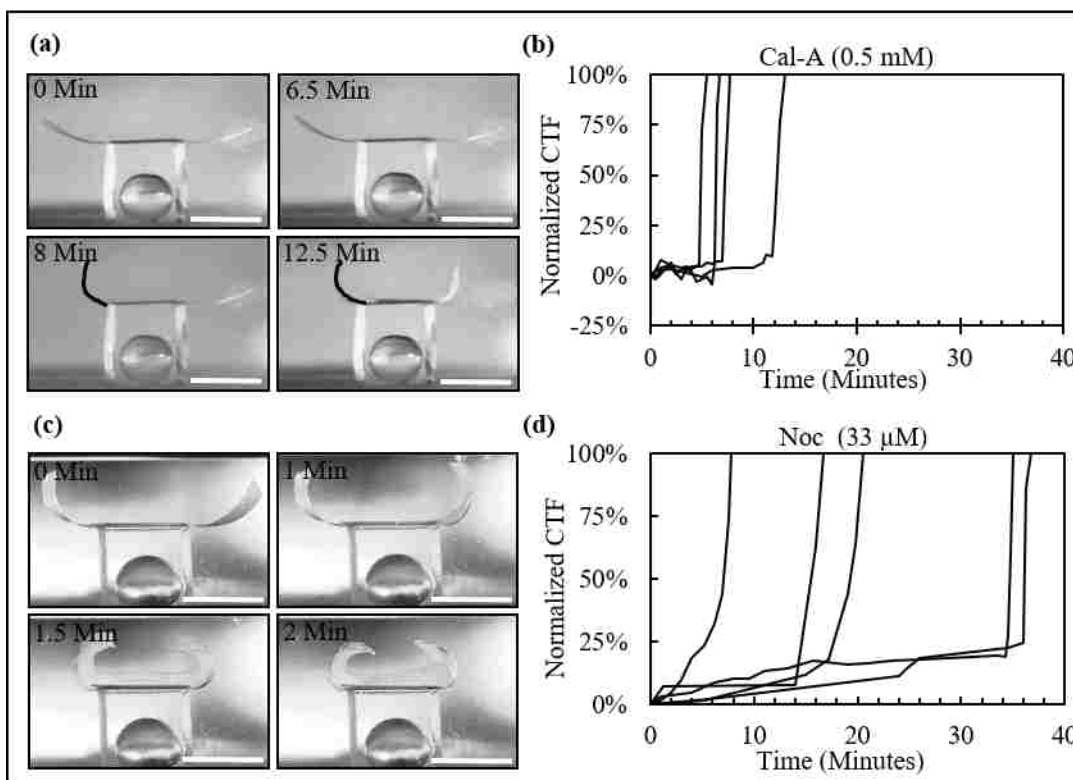 (a)
0 Min
6.5 Min
8 Min
12.5 Min
(b)
Cal-A (0.5 mM)
Normalized CTF
100%
75%
50%
25%
0%
-25%
0
10
20
30
40
Time (Minutes)
(c)
0 Min
1 Min
1.5 Min
2 Min
(d)
Noc (33 μM)
Normalized CTF
100%
75%
50%
25%
0%
0
10
20
30
40
Time (Minutes)